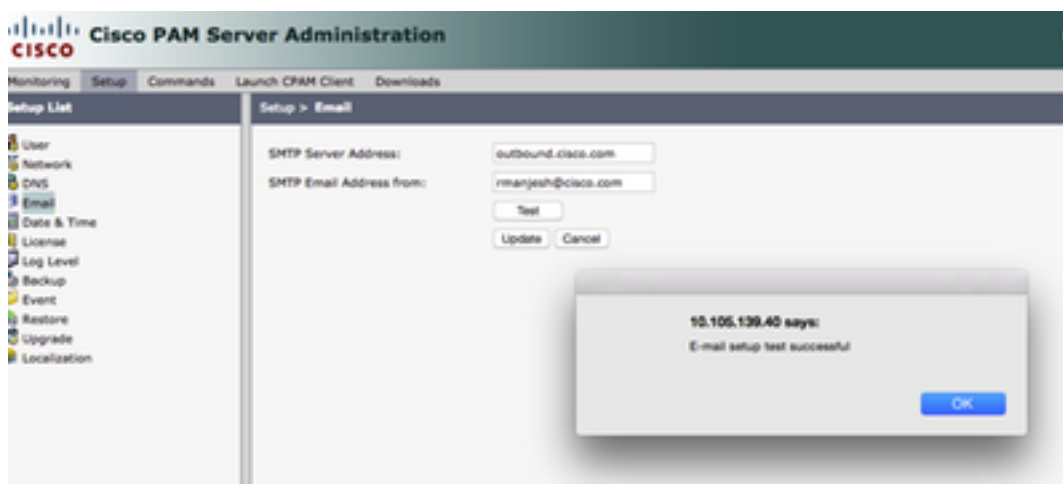 CISCO Cisco PAM Server Administration
Monitoring Setup Commands Launch CPAM Client Downloads
Setup List
Setup > Email
User
Network
DNS
Email
Date & Time
License
Log Level
Backup
Event
Restore
Upgrade
Localization
SMTP Server Address: outbound.cisco.com
SMTP Email Address from: rmanjesh@cisco.com
Test
Update Cancel
10.105.139.40 says:
E-mail setup test successful
OK